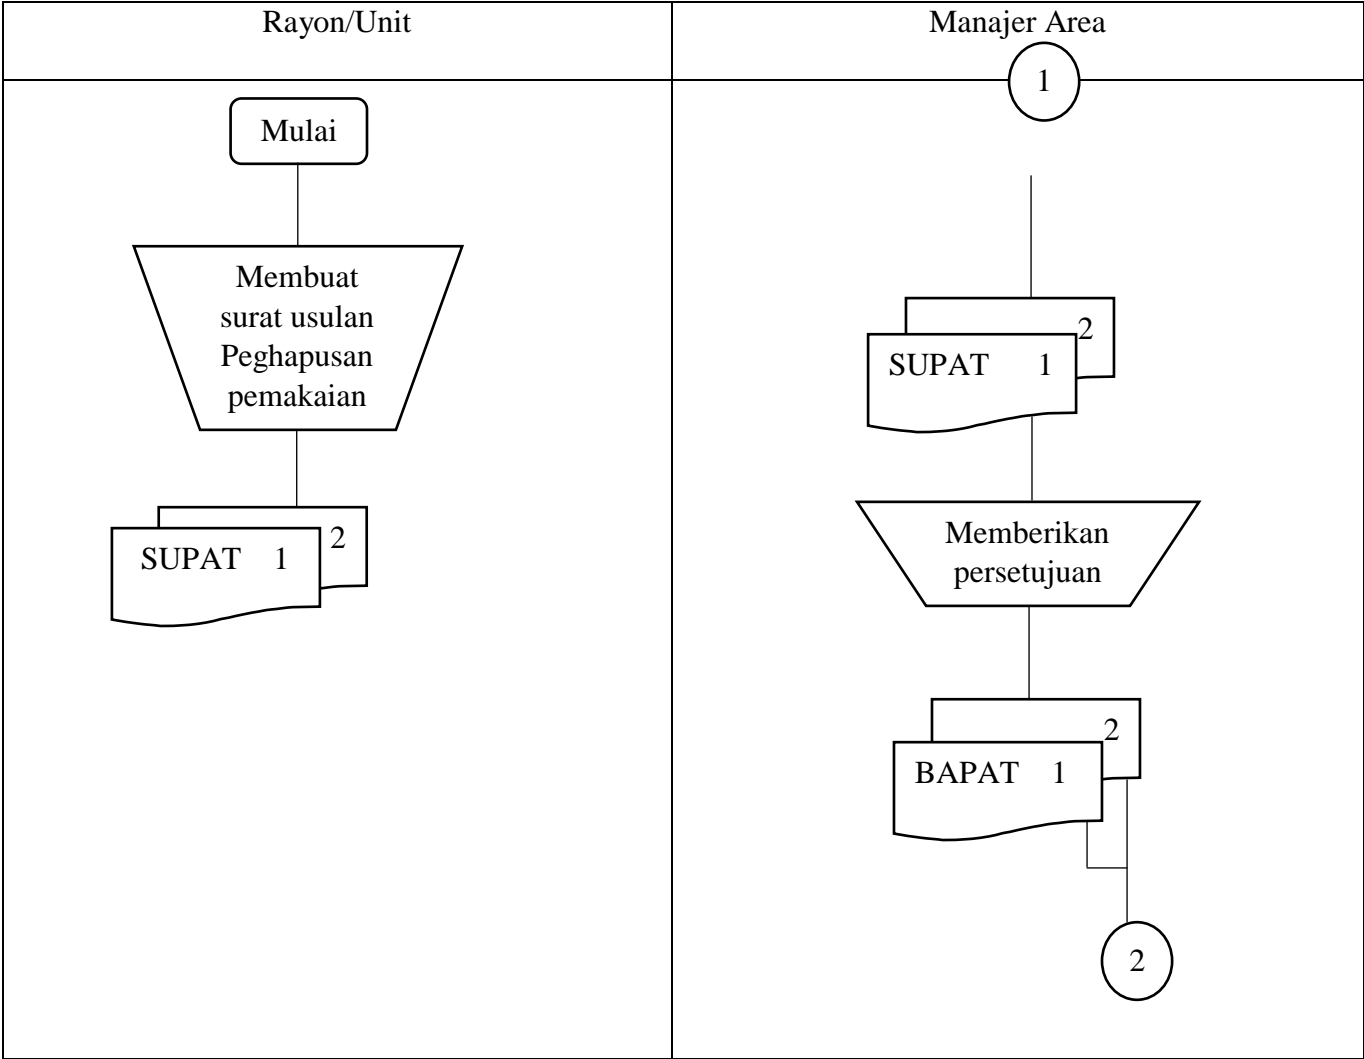 Rayon/Unit
Manajer Area
Mulai
Membuat
surat usulan
Peghapusan
pemakaian
2
SUPAT 1
1
2
SUPAT 1
Memberikan
persetujuan
2
BAPAT 1
2